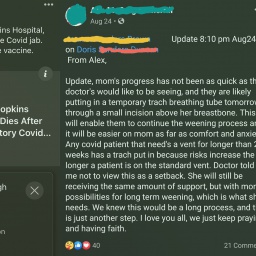 ns Hospital,
e Covid jab.
e vaccine.
opkins
Dies After
tory Covid...
gh
on
Aug 24
Update 8:10 pm Aug24
on Doris
From Alex,
Update, mom's progress has not been as quick as the
doctor's would like to be seeing, and they are likely
putting in a temporary trach breathing tube tomorrow
through a small incision above her breastbone. This
will enable them to continue the weening process and
it will be easier on mom as far as comfort and anxie
Any covid patient that need's a vent for longer than 2
weeks has a trach put in because risks increase the
longer a patient is on the standard vent. Doctor told
me not to view this as a setback. She will still be
receiving the same amount of support, but with more
possibilities for long term weening, which is what sh
needs. We knew this would be a long process, and t
is just another step. I love you all, we just keep prayi
and having faith.
40
21 Comme